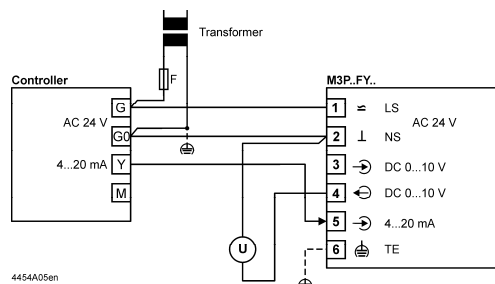 Transformer
F
Controller
M3P..FY..
G
1 LS
AC 24 V
AC 24 V
G0
2 ⊥ NS
4...20 mA Y
3 DC 0...10 V
M
4 DC 0...10 V
5 4...20 mA
U
6 TE
4454A05en